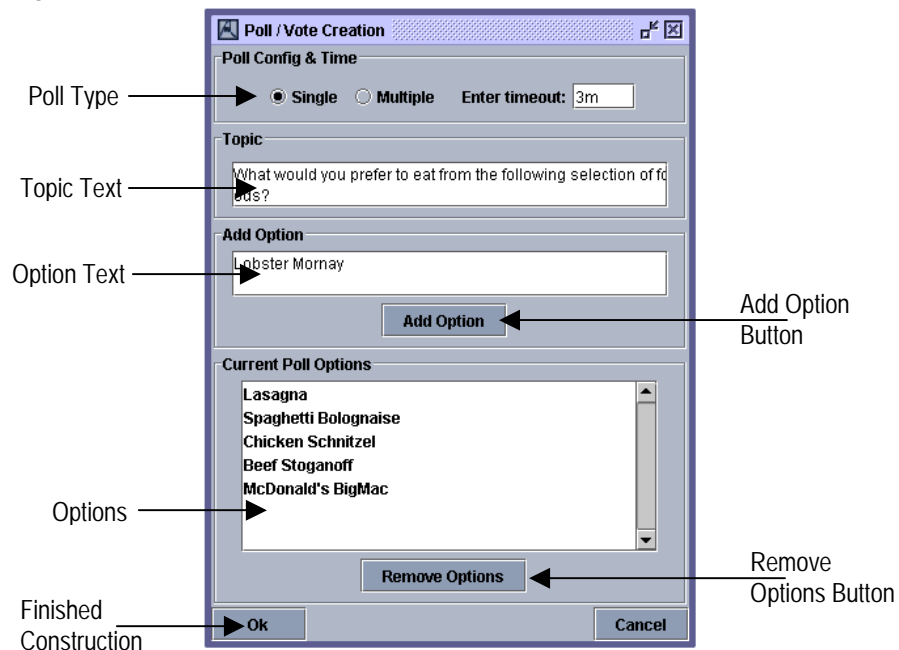 Poll / Vote Creation
Poll Config & Time
Poll Type
Single Multiple Enter timeout: 3m
Topic
Topic Text
What would you prefer to eat from the following selection of fo
ods?
Add Option
Option Text
Lobster Mornay
Add Option
Add Option
Button
Current Poll Options
Lasagna
Spaghetti Bolognaise
Chicken Schnitzel
Beef Stoganoff
McDonald's BigMac
Options
Remove Options
Remove
Options Button
Finished
Construction
Ok Cancel